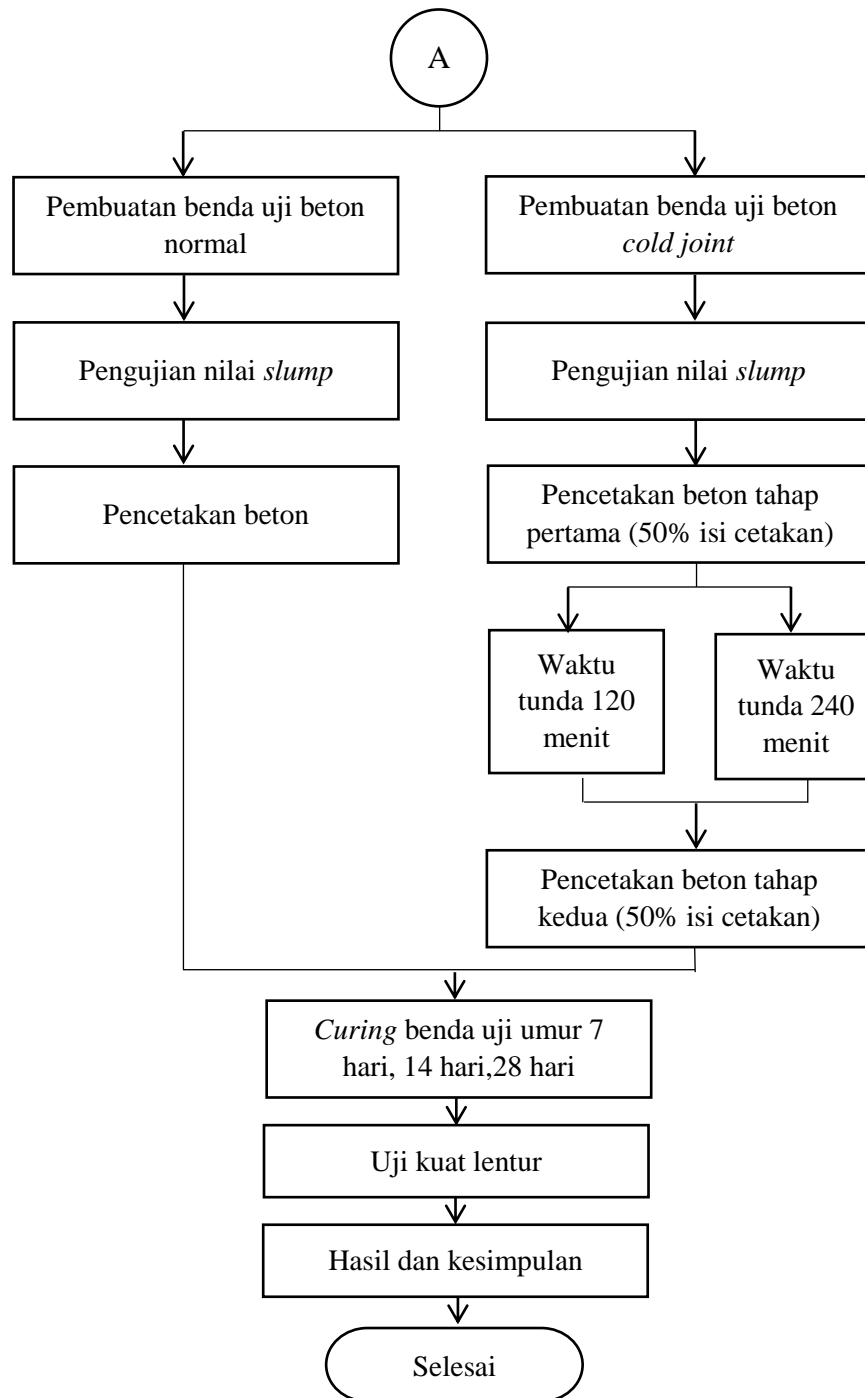 A
Pembuatan benda uji beton
normal
Pembuatan benda uji beton
cold joint
Pengujian nilai slump
Pengujian nilai slump
Pencetakan beton
Pencetakan beton tahap
pertama (50% isi cetakan)
Waktu
tunda 120
menit
Waktu
tunda 240
menit
Pencetakan beton tahap
kedua (50% isi cetakan)
Curing benda uji umur 7
hari, 14 hari,28 hari
Uji kuat lentur
Hasil dan kesimpulan
Selesai